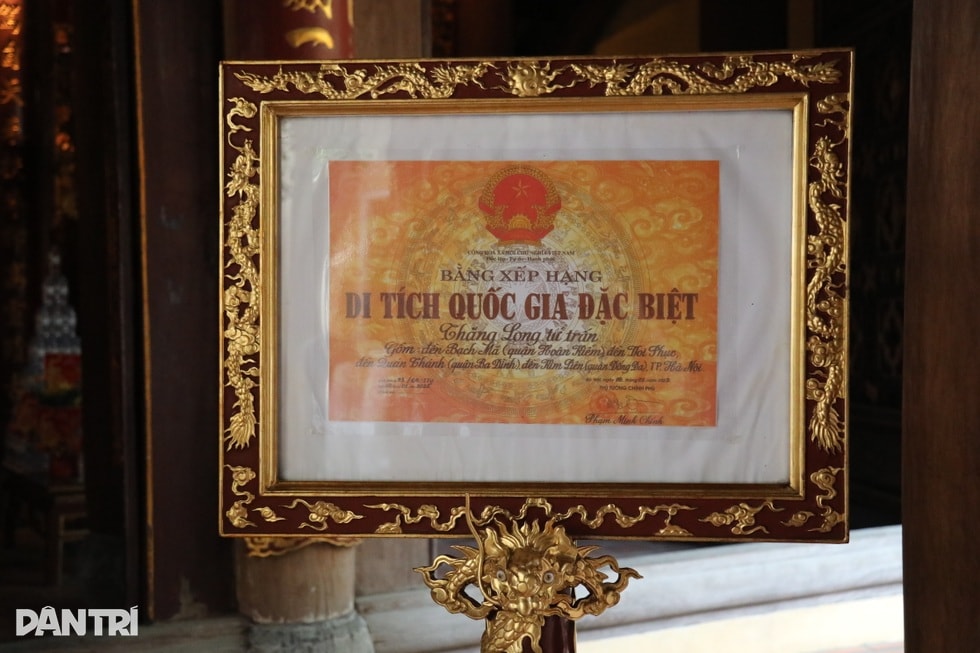 CỘNG HÒA XÃ HỘI CHỦ NGHĨA VIỆT NAM
Độc lập - Tự do - Hạnh phúc
BẰNG XẾP HẠNG
DI TÍCH QUỐC GIA ĐẶC BIỆT
Thăng Long tứ trấn
Gồm: đền Bạch Mã (quận Hoàn Kiếm) đền Voi Phục,
đền Quán Thánh (quận Ba Đình) đền Kim Liên (quận Đống Đa), TP. Hà Nội
THỦ TƯỚNG CHÍNH PHỦ
Phạm Minh Chính
DÂN TRÍ